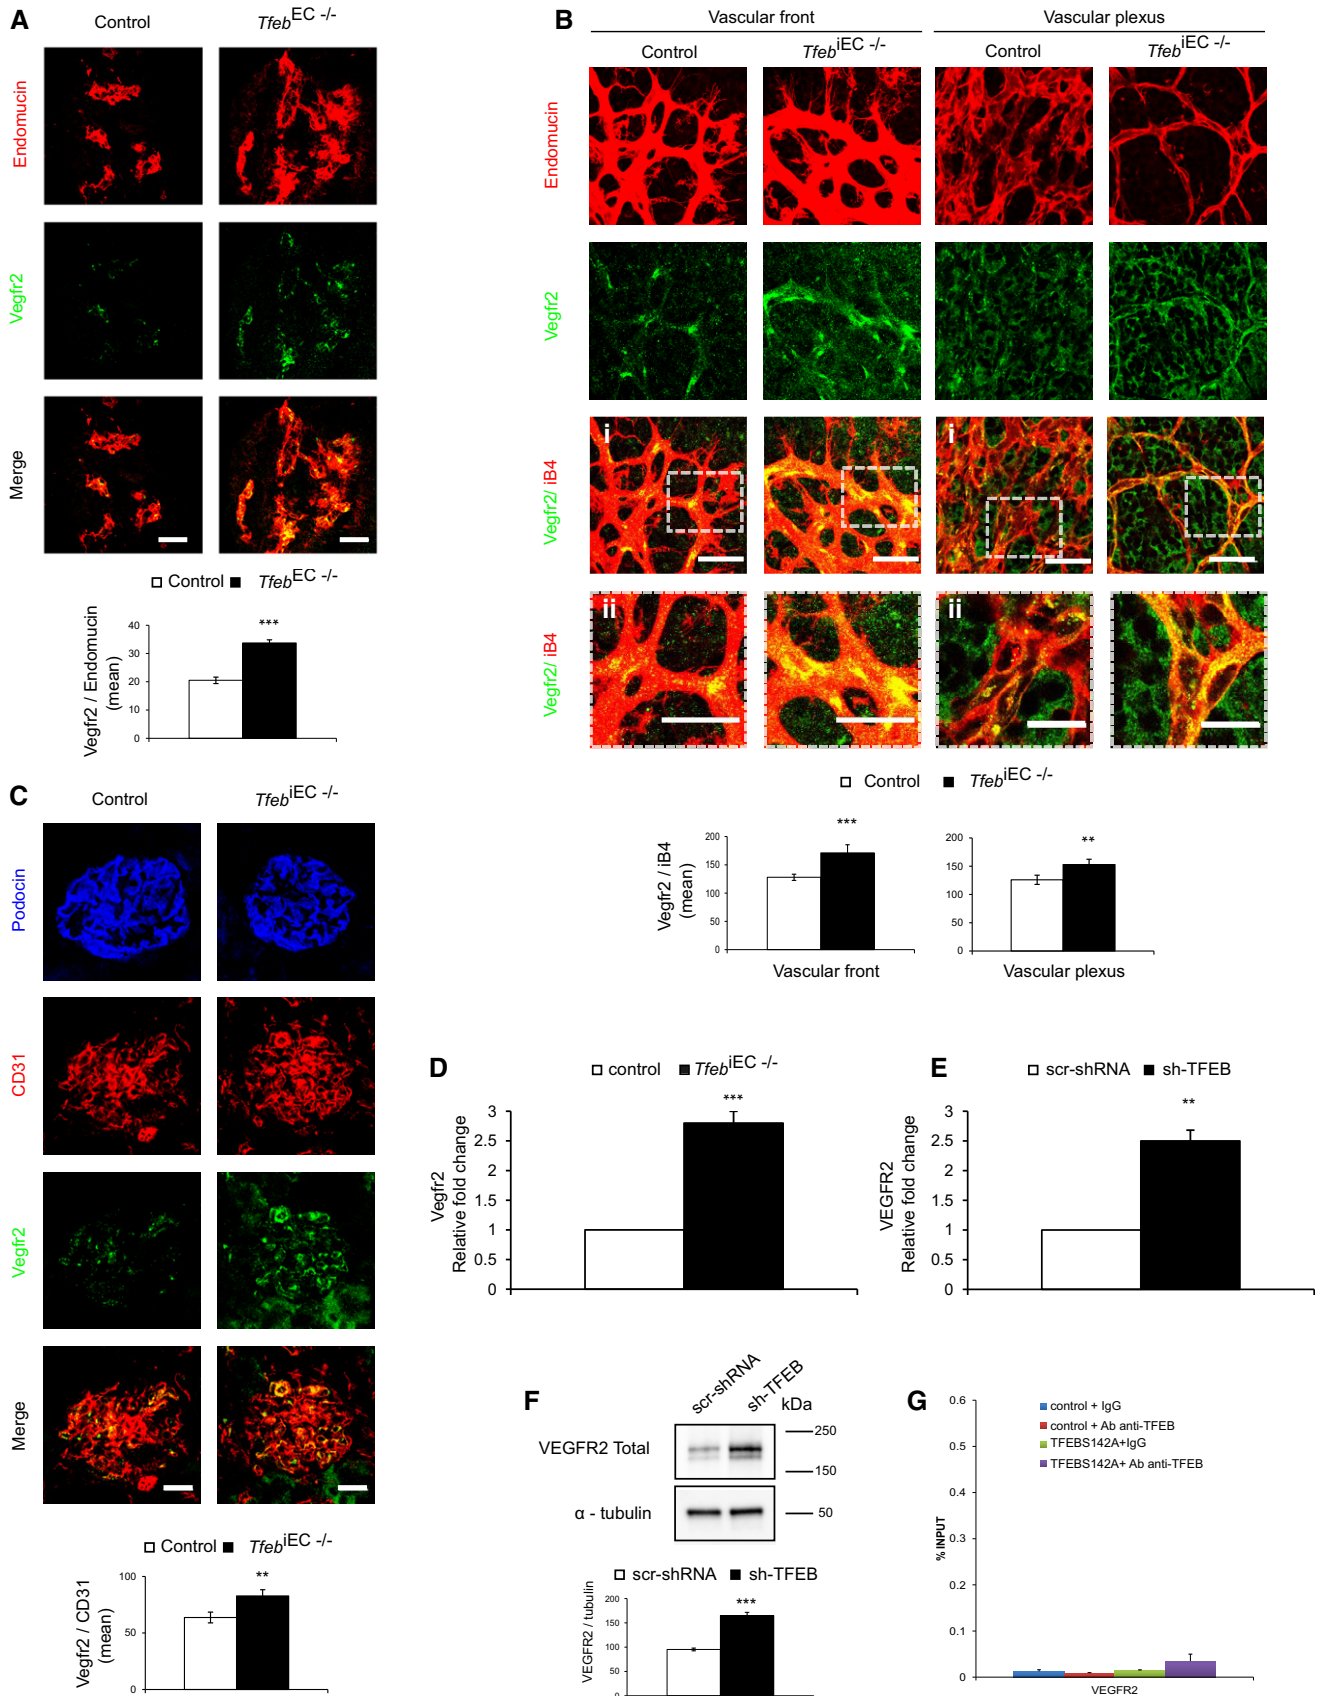 A
Control
Tfeb EC -/-
Endomucin
Vegfr2
Merge
Control
Tfeb EC -/-
Vegfr2 / Endomucin
(mean)
40
30
20
10
0
***
B
Vascular front
Vascular plexus
Control
Tfeb iEC -/-
Control
Tfeb iEC -/-
Endomucin
Vegfr2
Vegfr2/ iB4
i
i
Vegfr2/ iB4
ii
ii
Control
Tfeb iEC -/-
Vegfr2 / iB4
(mean)
200
150
100
50
0
***
Vascular front
200
150
100
50
0
**
Vascular plexus
C
Control
Tfeb iEC -/-
Podocin
CD31
Vegfr2
Merge
Control
Tfeb iEC -/-
Vegfr2 / CD31
(mean)
100
50
0
**
D
control
Tfeb iEC -/-
Vegfr2
Relative fold change
3
2.5
2
1.5
1
0.5
0
***
E
scr-shRNA
sh-TFEB
VEGFR2
Relative fold change
3
2.5
2
1.5
1
0.5
0
**
F
scr-shRNA
sh-TFEB
kDa
VEGFR2 Total
250
150
α - tubulin
50
scr-shRNA
sh-TFEB
VEGFR2 / tubulin
200
150
100
50
0
***
G
control + IgG
control + Ab anti-TFEB
TFEBS142A+IgG
TFEBS142A+ Ab anti-TFEB
% INPUT
0.6
0.5
0.4
0.3
0.2
0.1
0
VEGFR2